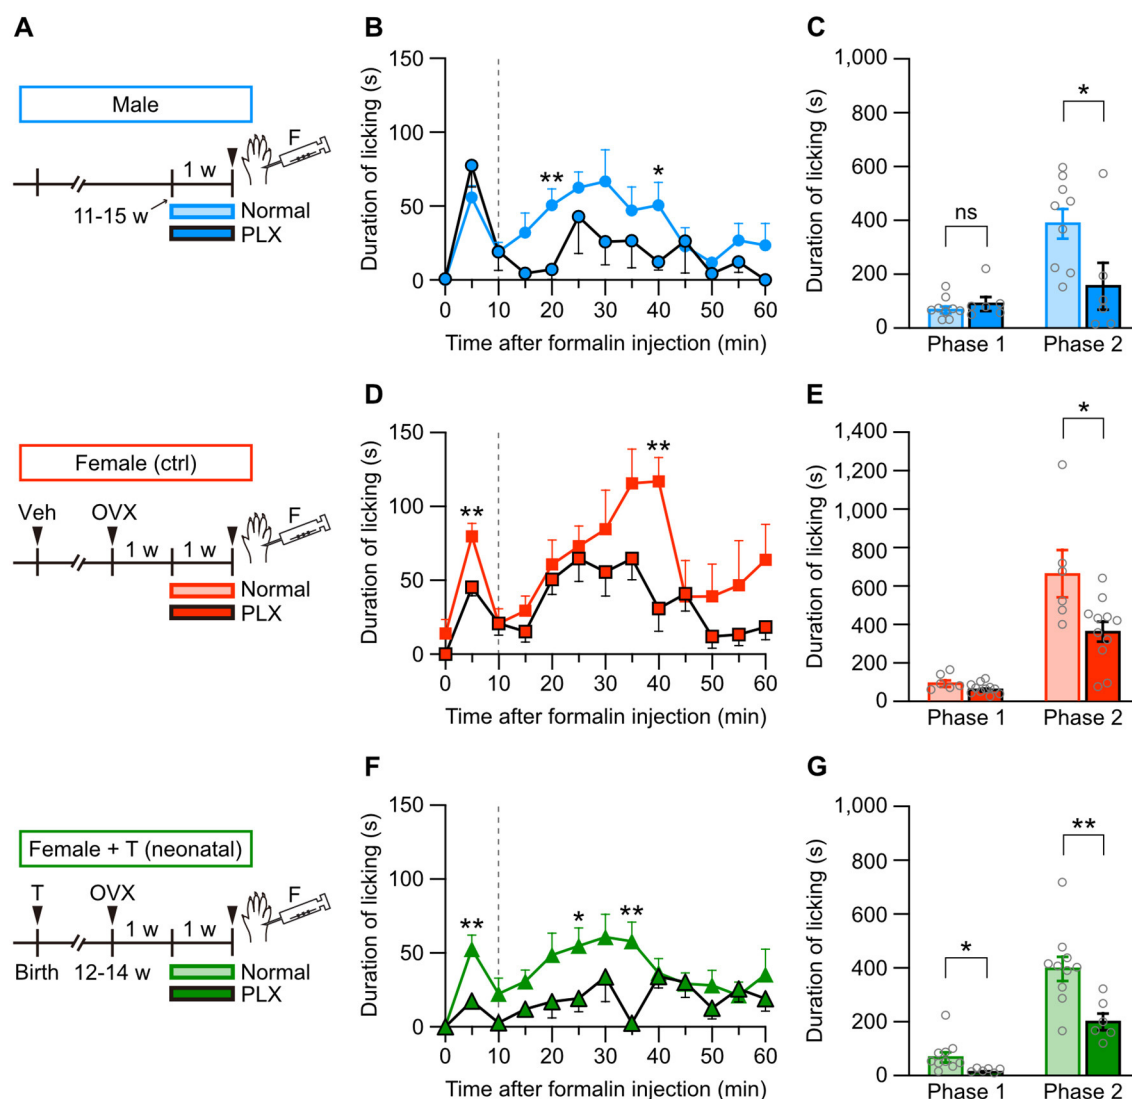 A
Male
F
1 w
11-15 w
Normal
PLX
B
Duration of licking (s)
150
100
50
0
**
*
0 10 20 30 40 50 60
Time after formalin injection (min)
C
Duration of licking (s)
1,000
800
600
400
200
0
ns
*
Phase 1 Phase 2
Female (ctrl)
Veh OVX
F
1 w 1 w
Normal
PLX
D
Duration of licking (s)
150
100
50
0
**
**
0 10 20 30 40 50 60
Time after formalin injection (min)
E
Duration of licking (s)
1,400
1,200
1,000
800
600
400
200
0
*
Phase 1 Phase 2
Female + T (neonatal)
T OVX
F
1 w 1 w
Birth 12-14 w
Normal
PLX
F
Duration of licking (s)
150
100
50
0
** * **
0 10 20 30 40 50 60
Time after formalin injection (min)
G
Duration of licking (s)
1,000
800
600
400
200
0
*
**
Phase 1 Phase 2